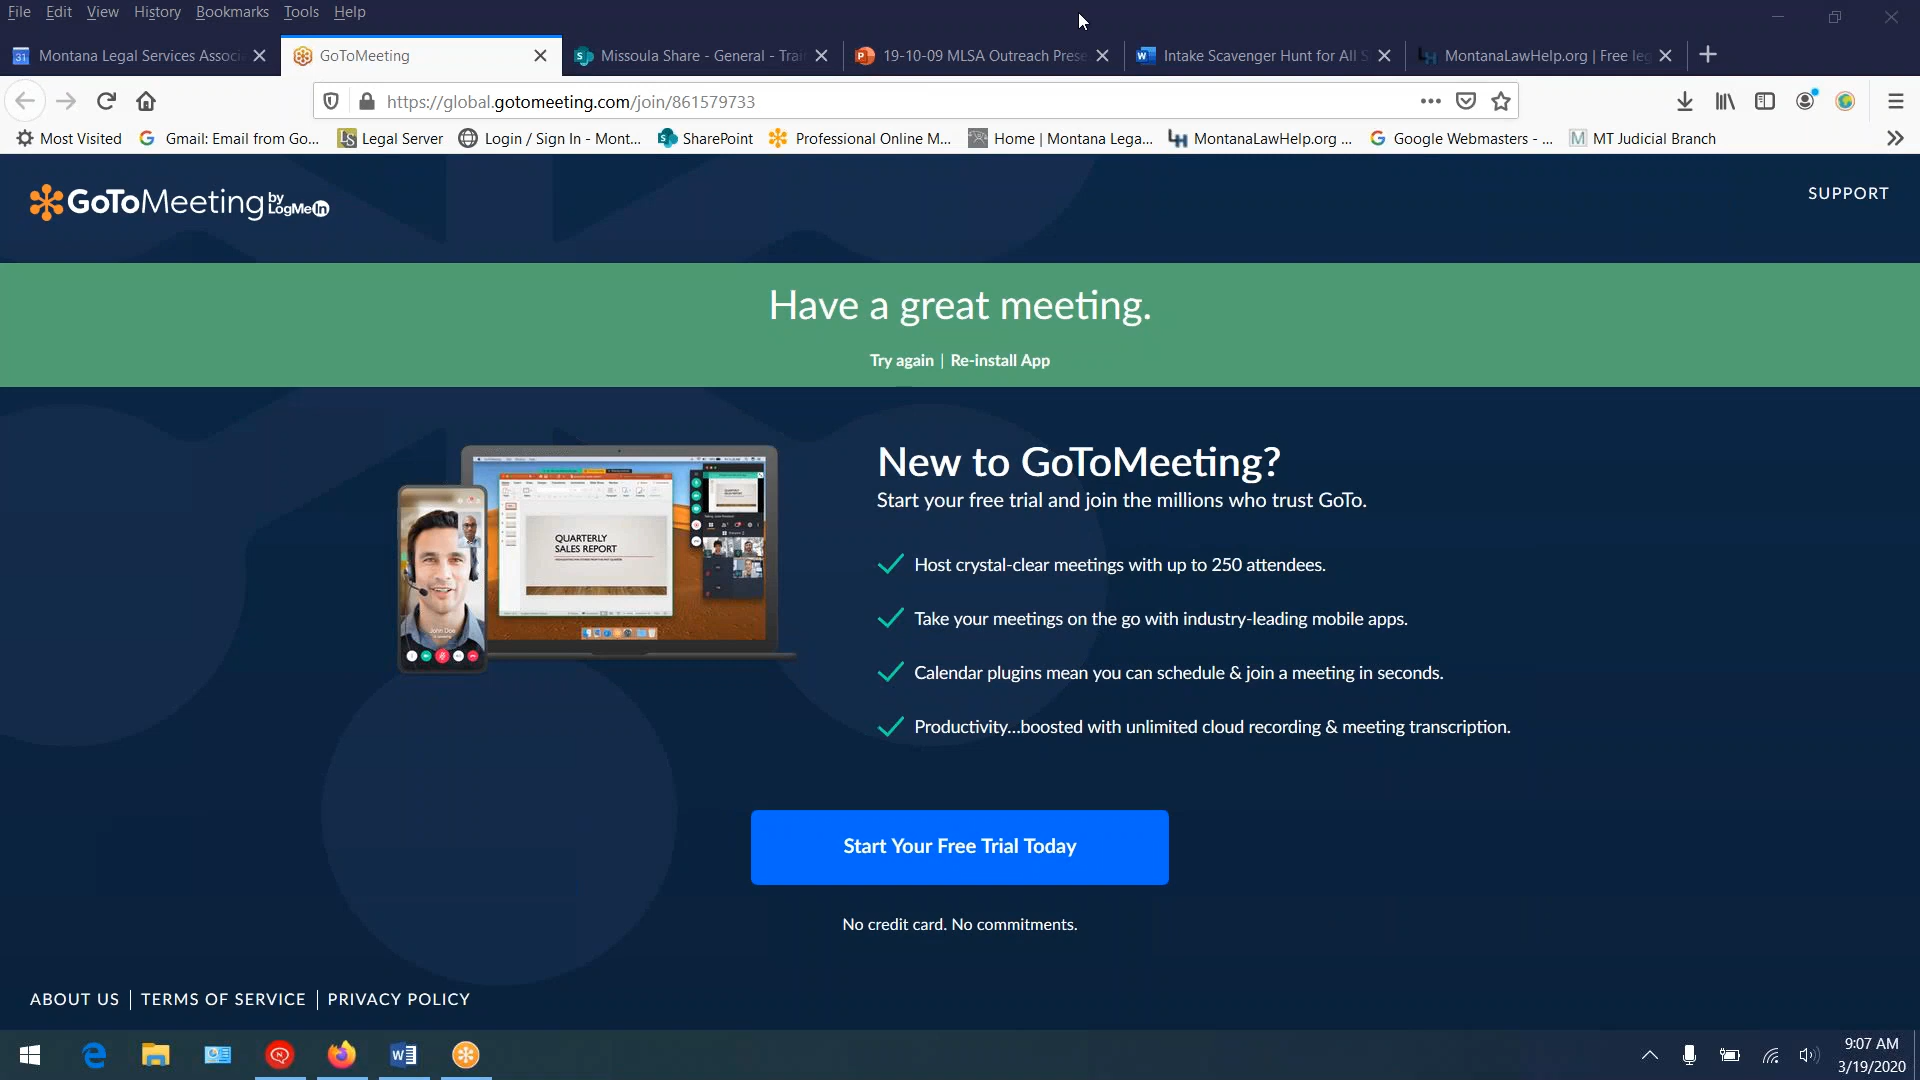 File Edit View History Bookmarks Tools Help
31 Montana Legal Services Associ
GoToMeeting
Missoula Share - General - Trai
19-10-09 MLSA Outreach Prese
Intake Scavenger Hunt for All S
MontanaLawHelp.org | Free leg
https://global.gotomeeting.com/join/861579733
Most Visited
Gmail: Email from Go...
Legal Server
Login / Sign In - Mont...
SharePoint
Professional Online M...
Home | Montana Lega...
MontanaLawHelp.org ...
Google Webmasters - ...
MT Judicial Branch
GoToMeeting by LogMeIn
SUPPORT
Have a great meeting.
Try again | Re-install App
QUARTERLY
SALES REPORT
John Doe
New to GoToMeeting?
Start your free trial and join the millions who trust GoTo.
Host crystal-clear meetings with up to 250 attendees.
Take your meetings on the go with industry-leading mobile apps.
Calendar plugins mean you can schedule & join a meeting in seconds.
Productivity...boosted with unlimited cloud recording & meeting transcription.
Start Your Free Trial Today
No credit card. No commitments.
ABOUT US | TERMS OF SERVICE | PRIVACY POLICY
9:07 AM
3/19/2020